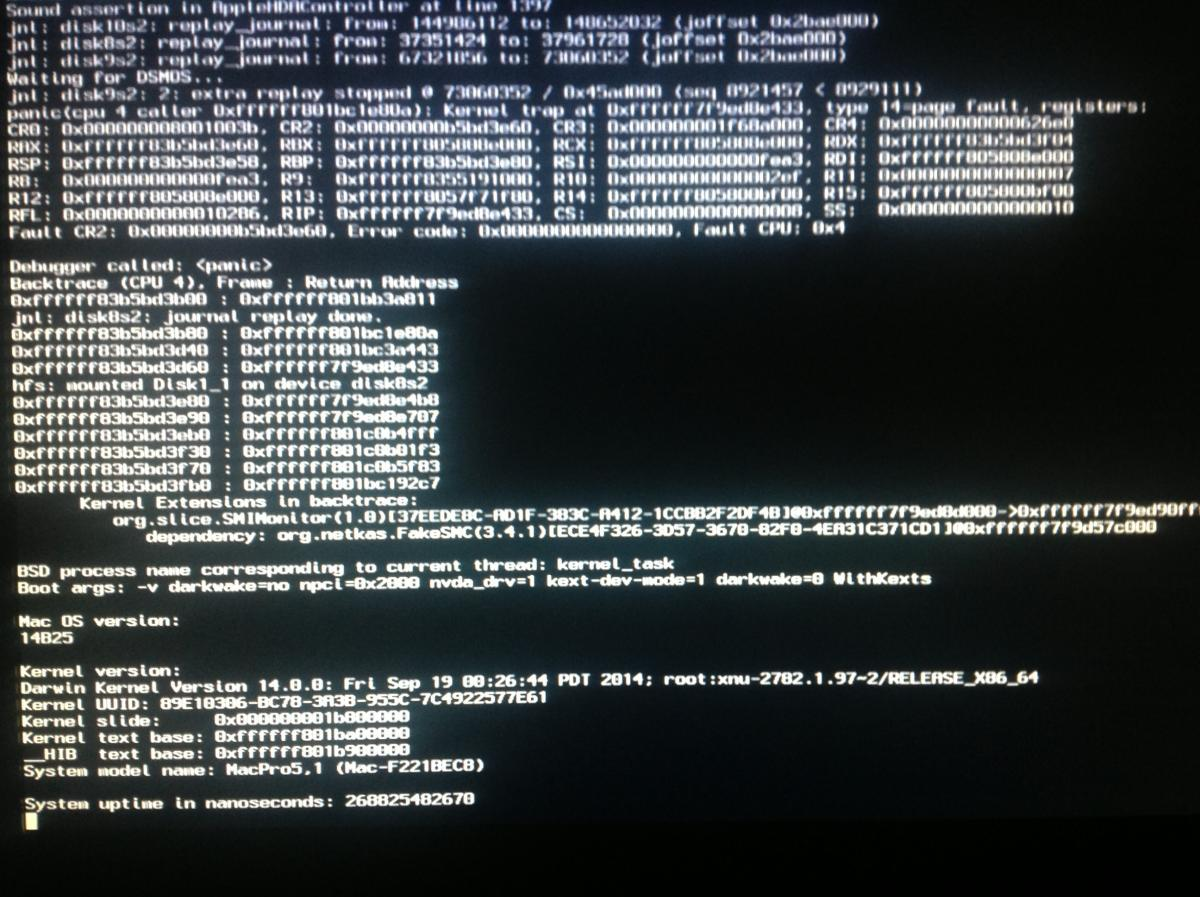 Sound assertion in AppleHDAController at line 1397
jnl: disk10s2: replay_journal: from: 144986112 to: 148652032 (joffset 0x2bae000)
jnl: disk8s2: replay_journal: from: 37351424 to: 37961728 (joffset 0x2bae000)
jnl: disk9s2: replay_journal: from: 67321856 to: 73060352 (joffset 0x2bae000)
Waiting for DSMOS...
jnl: disk9s2: 2: extra replay stopped @ 73060352 / 0x45ad000 (seq 8921457 < 8929111)
panic(cpu 4 caller 0xffffff801bc1e80a): Kernel trap at 0xffffff7f9ed8e433, type 14=page fault, registers:
CR0: 0x000000008001003b, CR2: 0x00000000b5bd3e60, CR3: 0x000000001f68a000, CR4: 0x00000000000626e0
RAX: 0xffffff83b5bd3e60, RBX: 0xffffff805808e000, RCX: 0xffffff805808e000, RDX: 0xffffff83b5bd3f04
RSP: 0xffffff83b5bd3e58, RBP: 0xffffff83b5bd3e80, RSI: 0x000000000000fea3, RDI: 0xffffff805808e000
R8: 0x000000000000fea3, R9: 0xffffff8355191000, R10: 0x00000000000002ef, R11: 0x0000000000000007
R12: 0xffffff805808e000, R13: 0xffffff8057f71f80, R14: 0xffffff805800bf00, R15: 0xffffff805800bf00
RFL: 0x0000000000010286, RIP: 0xffffff7f9ed8e433, CS: 0x0000000000000008, SS: 0x0000000000000010
Fault CR2: 0x00000000b5bd3e60, Error code: 0x0000000000000000, Fault CPU: 0x4
Debugger called: <panic>
Backtrace (CPU 4), Frame : Return Address
0xffffff83b5bd3b00 : 0xffffff801bb3a811
jnl: disk8s2: journal replay done.
0xffffff83b5bd3b80 : 0xffffff801bc1e80a
0xffffff83b5bd3d40 : 0xffffff801bc3a443
0xffffff83b5bd3d60 : 0xffffff7f9ed8e433
hfs: mounted Disk1_1 on device disk8s2
0xffffff83b5bd3e80 : 0xffffff7f9ed8e4b8
0xffffff83b5bd3e90 : 0xffffff7f9ed8e707
0xffffff83b5bd3eb0 : 0xffffff801c0b4fff
0xffffff83b5bd3f30 : 0xffffff801c0b01f3
0xffffff83b5bd3f70 : 0xffffff801c0b5f83
0xffffff83b5bd3fb0 : 0xffffff801bc192c7
Kernel Extensions in backtrace:
org.slice.SMIMonitor(1.0)[37EEDE8C-AD1F-383C-A412-1CCBB2F2DF4B]@0xffffff7f9ed8d000->0xffffff7f9ed90ff
dependency: org.netkas.FakeSMC(3.4.1)[ECE4F326-3D57-3670-82F8-4EA31C371CD1]@0xffffff7f9d57c000
BSD process name corresponding to current thread: kernel_task
Boot args: -v darkwake=no npci=0x2000 nvda_drv=1 kext-dev-mode=1 darkwake=0 WithKexts
Mac OS version:
14B25
Kernel version:
Darwin Kernel Version 14.0.0: Fri Sep 19 00:26:44 PDT 2014; root:xnu-2782.1.97~2/RELEASE_X86_64
Kernel UUID: 89E10306-BC78-3A3B-955C-7C4922577E61
Kernel slide: 0x000000001b800000
Kernel text base: 0xffffff801ba00000
__HIB text base: 0xffffff801b900000
System model name: MacPro5,1 (Mac-F221BEC8)
System uptime in nanoseconds: 268825482670